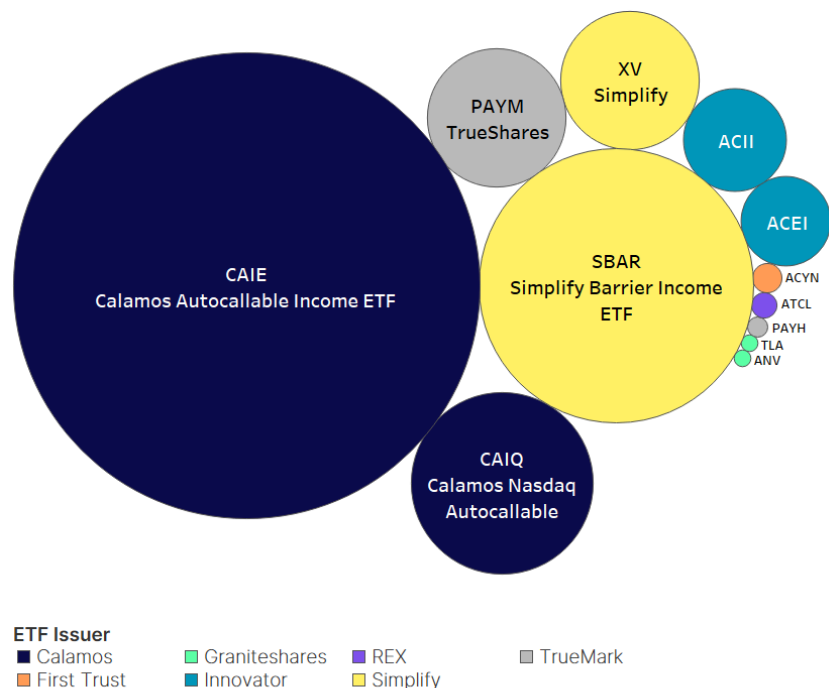 XV
Simplify
PAYM
TrueShares
ACII
ACEI
CAIE
Calamos Autocallable Income ETF
SBAR
Simplify Barrier Income
ETF
ACYN
ATCL
PAYH
TLA
ANV
CAIQ
Calamos Nasdaq
Autocallable
ETF Issuer
Calamos
Graniteshares
REX
TrueMark
First Trust
Innovator
Simplify